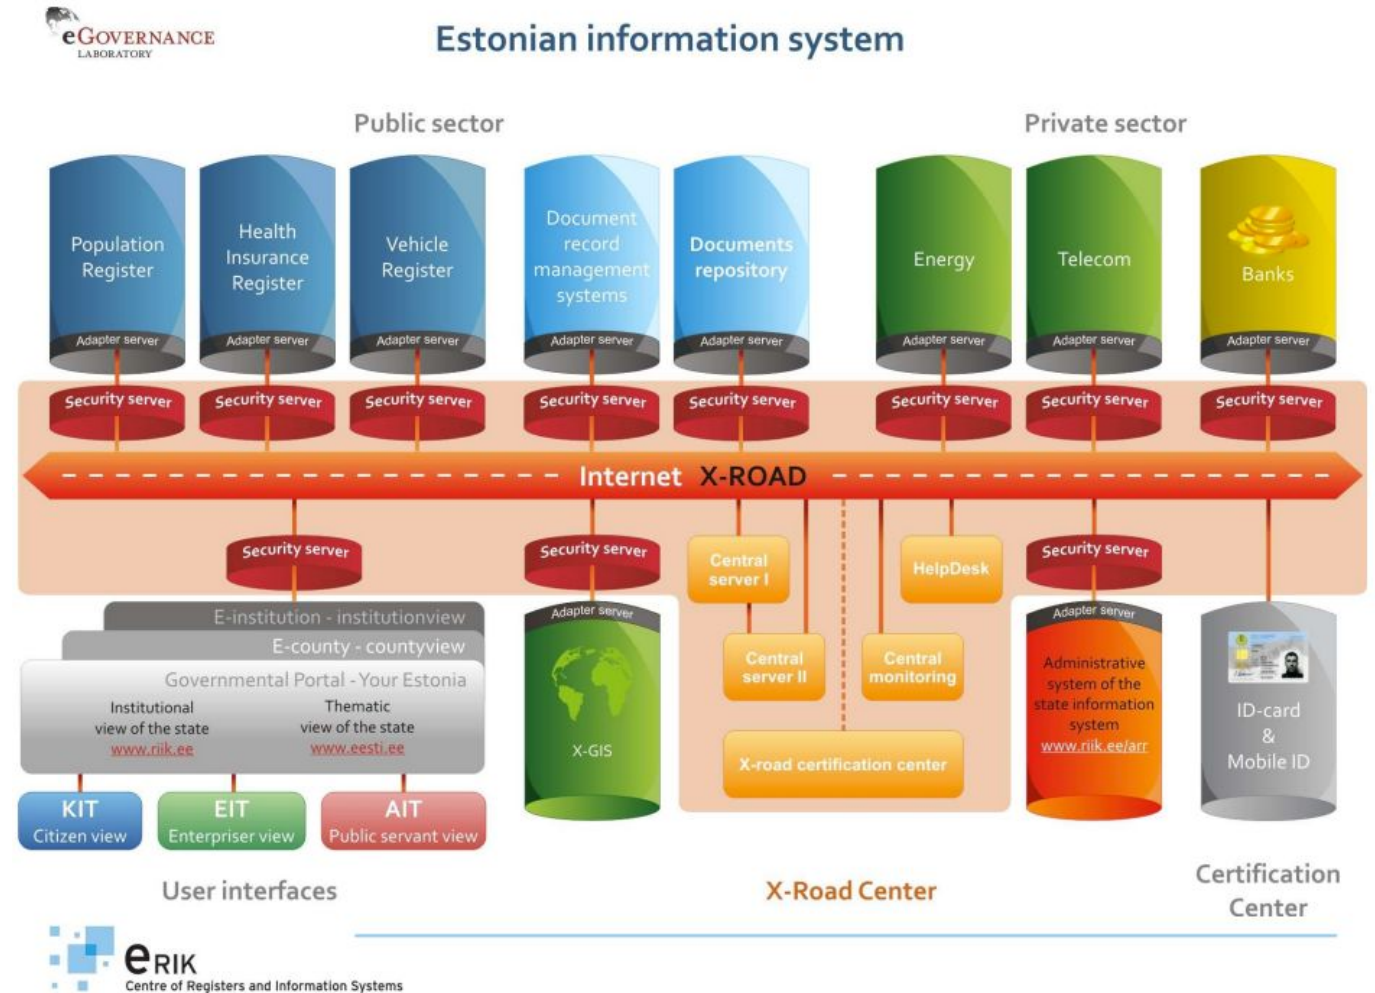 eGOVERNANCE
LABORATORY
Estonian information system
Public sector
Private sector
Population
Register
Health
Insurance
Register
Vehicle
Register
Document
record
management
systems
Documents
repository
Energy
Telecom
Banks
Adapter server
Adapter server
Adapter server
Adapter server
Adapter server
Adapter server
Adapter server
Adapter server
Security server
Security server
Security server
Security server
Security server
Security server
Security server
Security server
Internet X-ROAD
Security server
Security server
Central
server I
HelpDesk
Security server
E-institution - institutionview
E-county - countyview
Governmental Portal - Your Estonia
Institutional
view of the state
www.riik.ee
Thematic
view of the state
www.eesti.ee
Adapter server
X-GIS
Central
server II
Central
monitoring
X-road certification center
Adapter server
Administrative
system of the
state information
system
www.riik.ee/arr
ID-card
&
Mobile ID
KIT
Citizen view
EIT
Enterpriser view
AIT
Public servant view
User interfaces
X-Road Center
Certification
Center
eRIK
Centre of Registers and Information Systems